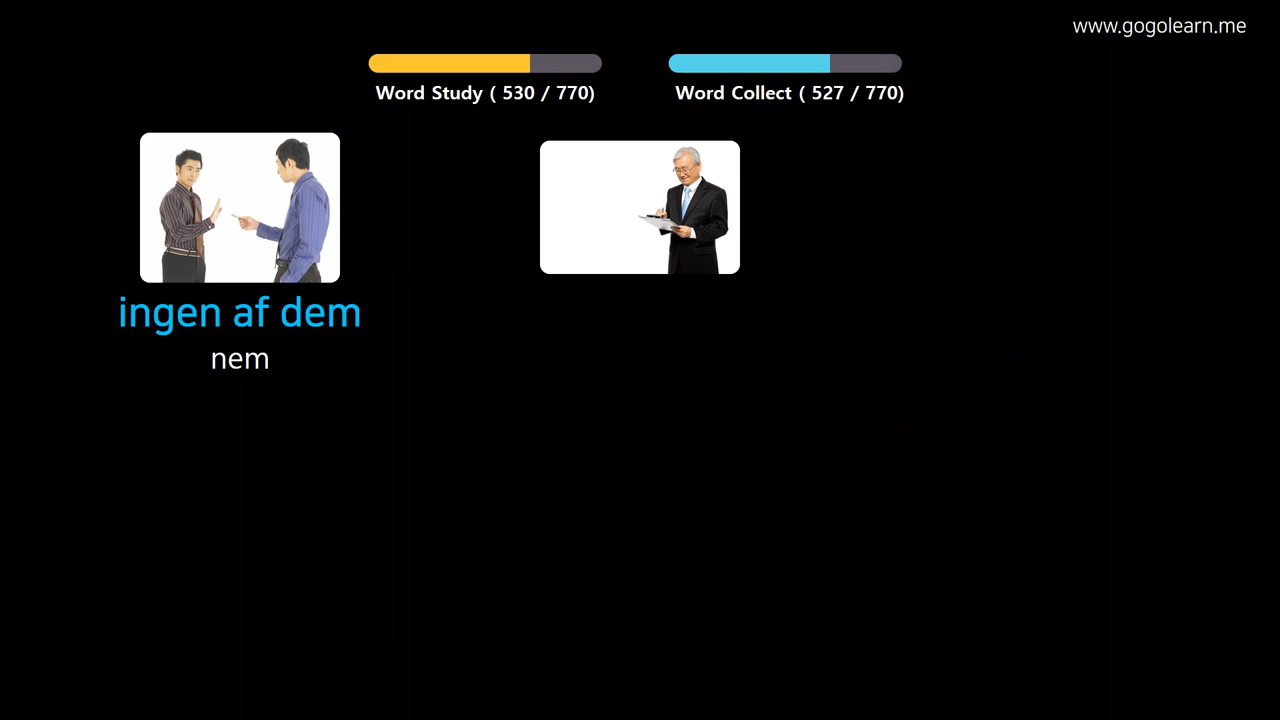 www.gogolearn.me
Word Study ( 530 / 770)
Word Collect ( 527 / 770)
ingen af dem
nem